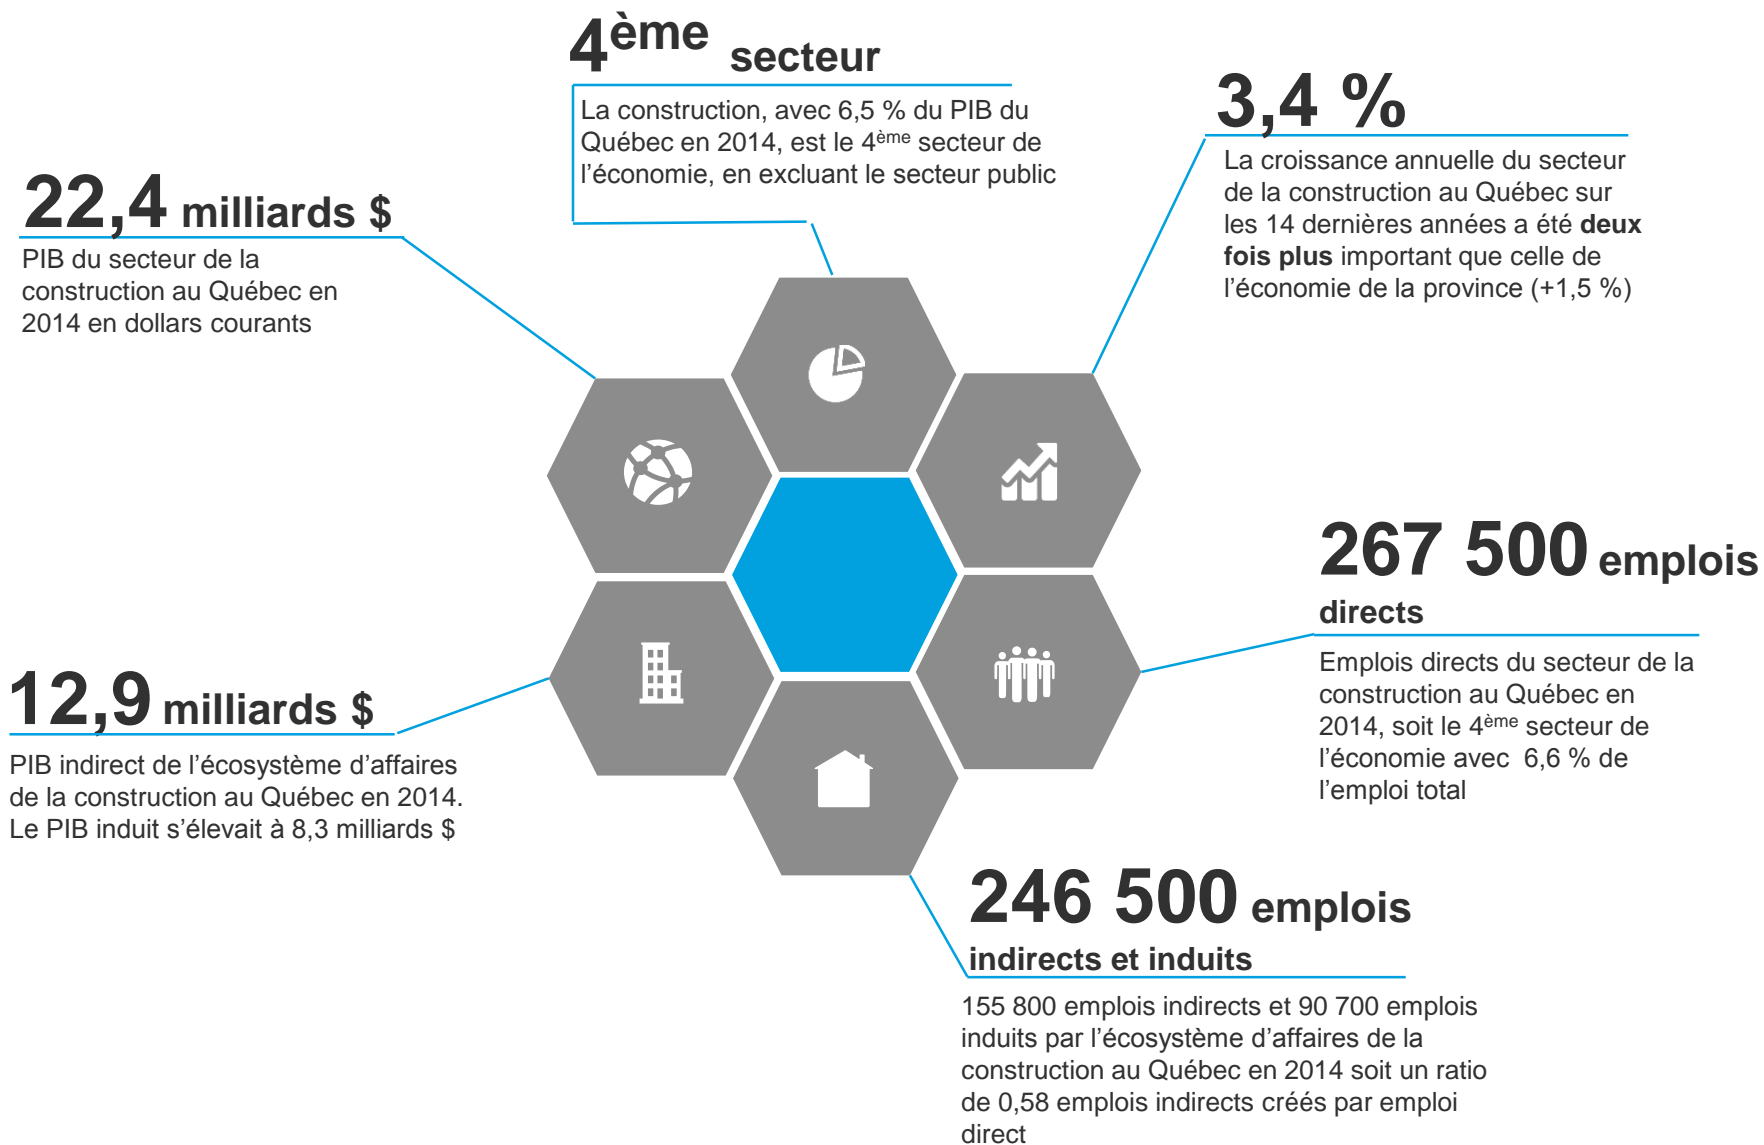 4ème secteur
La construction, avec 6,5 % du PIB du
Québec en 2014, est le 4ème secteur de
l’économie, en excluant le secteur public
3,4 %
La croissance annuelle du secteur
de la construction au Québec sur
les 14 dernières années a été deux
fois plus important que celle de
l’économie de la province (+1,5 %)
22,4 milliards $
PIB du secteur de la
construction au Québec en
2014 en dollars courants
267 500 emplois
directs
Emplois directs du secteur de la
construction au Québec en
2014, soit le 4ème secteur de
l’économie avec 6,6 % de
l’emploi total
12,9 milliards $
PIB indirect de l’écosystème d’affaires
de la construction au Québec en 2014.
Le PIB induit s’élevait à 8,3 milliards $
246 500 emplois
indirects et induits
155 800 emplois indirects et 90 700 emplois
induits par l’écosystème d’affaires de la
construction au Québec en 2014 soit un ratio
de 0,58 emplois indirects créés par emploi
direct